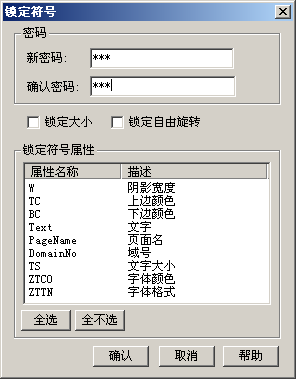 锁定符号
密码
新密码: ***
确认密码: ***
锁定大小 锁定自由旋转
锁定符号属性
属性名称 描述
W 阴影宽度
TC 上边颜色
BC 下边颜色
Text 文字
PageName 页面名
DomainNo 域号
TS 文字大小
ZTCO 字体颜色
ZTTN 字体格式
全选 全不选
确认 取消 帮助